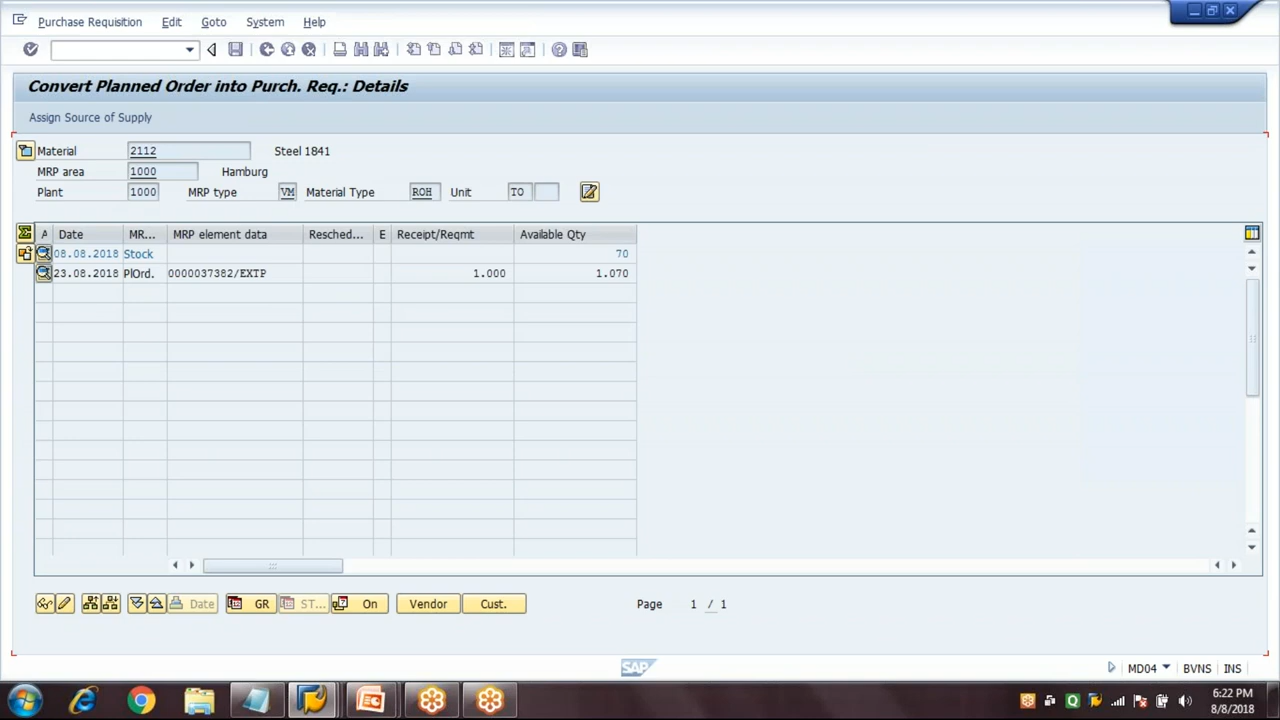 Purchase Requisition Edit Goto System Help
Convert Planned Order into Purch. Req.: Details
Assign Source of Supply
Material 2112 Steel 1841
MRP area 1000 Hamburg
Plant 1000 MRP type VM Material Type ROH Unit TO
A Date MR... MRP element data Resched... E Receipt/Reqmt Available Qty
08.08.2018 Stock 70
23.08.2018 PlOrd. 0000037382/EXTP 1.000 1.070
Date GR ST... On Vendor Cust. Page 1 / 1
SAP MD04 BVNS INS
6:22 PM
8/8/2018